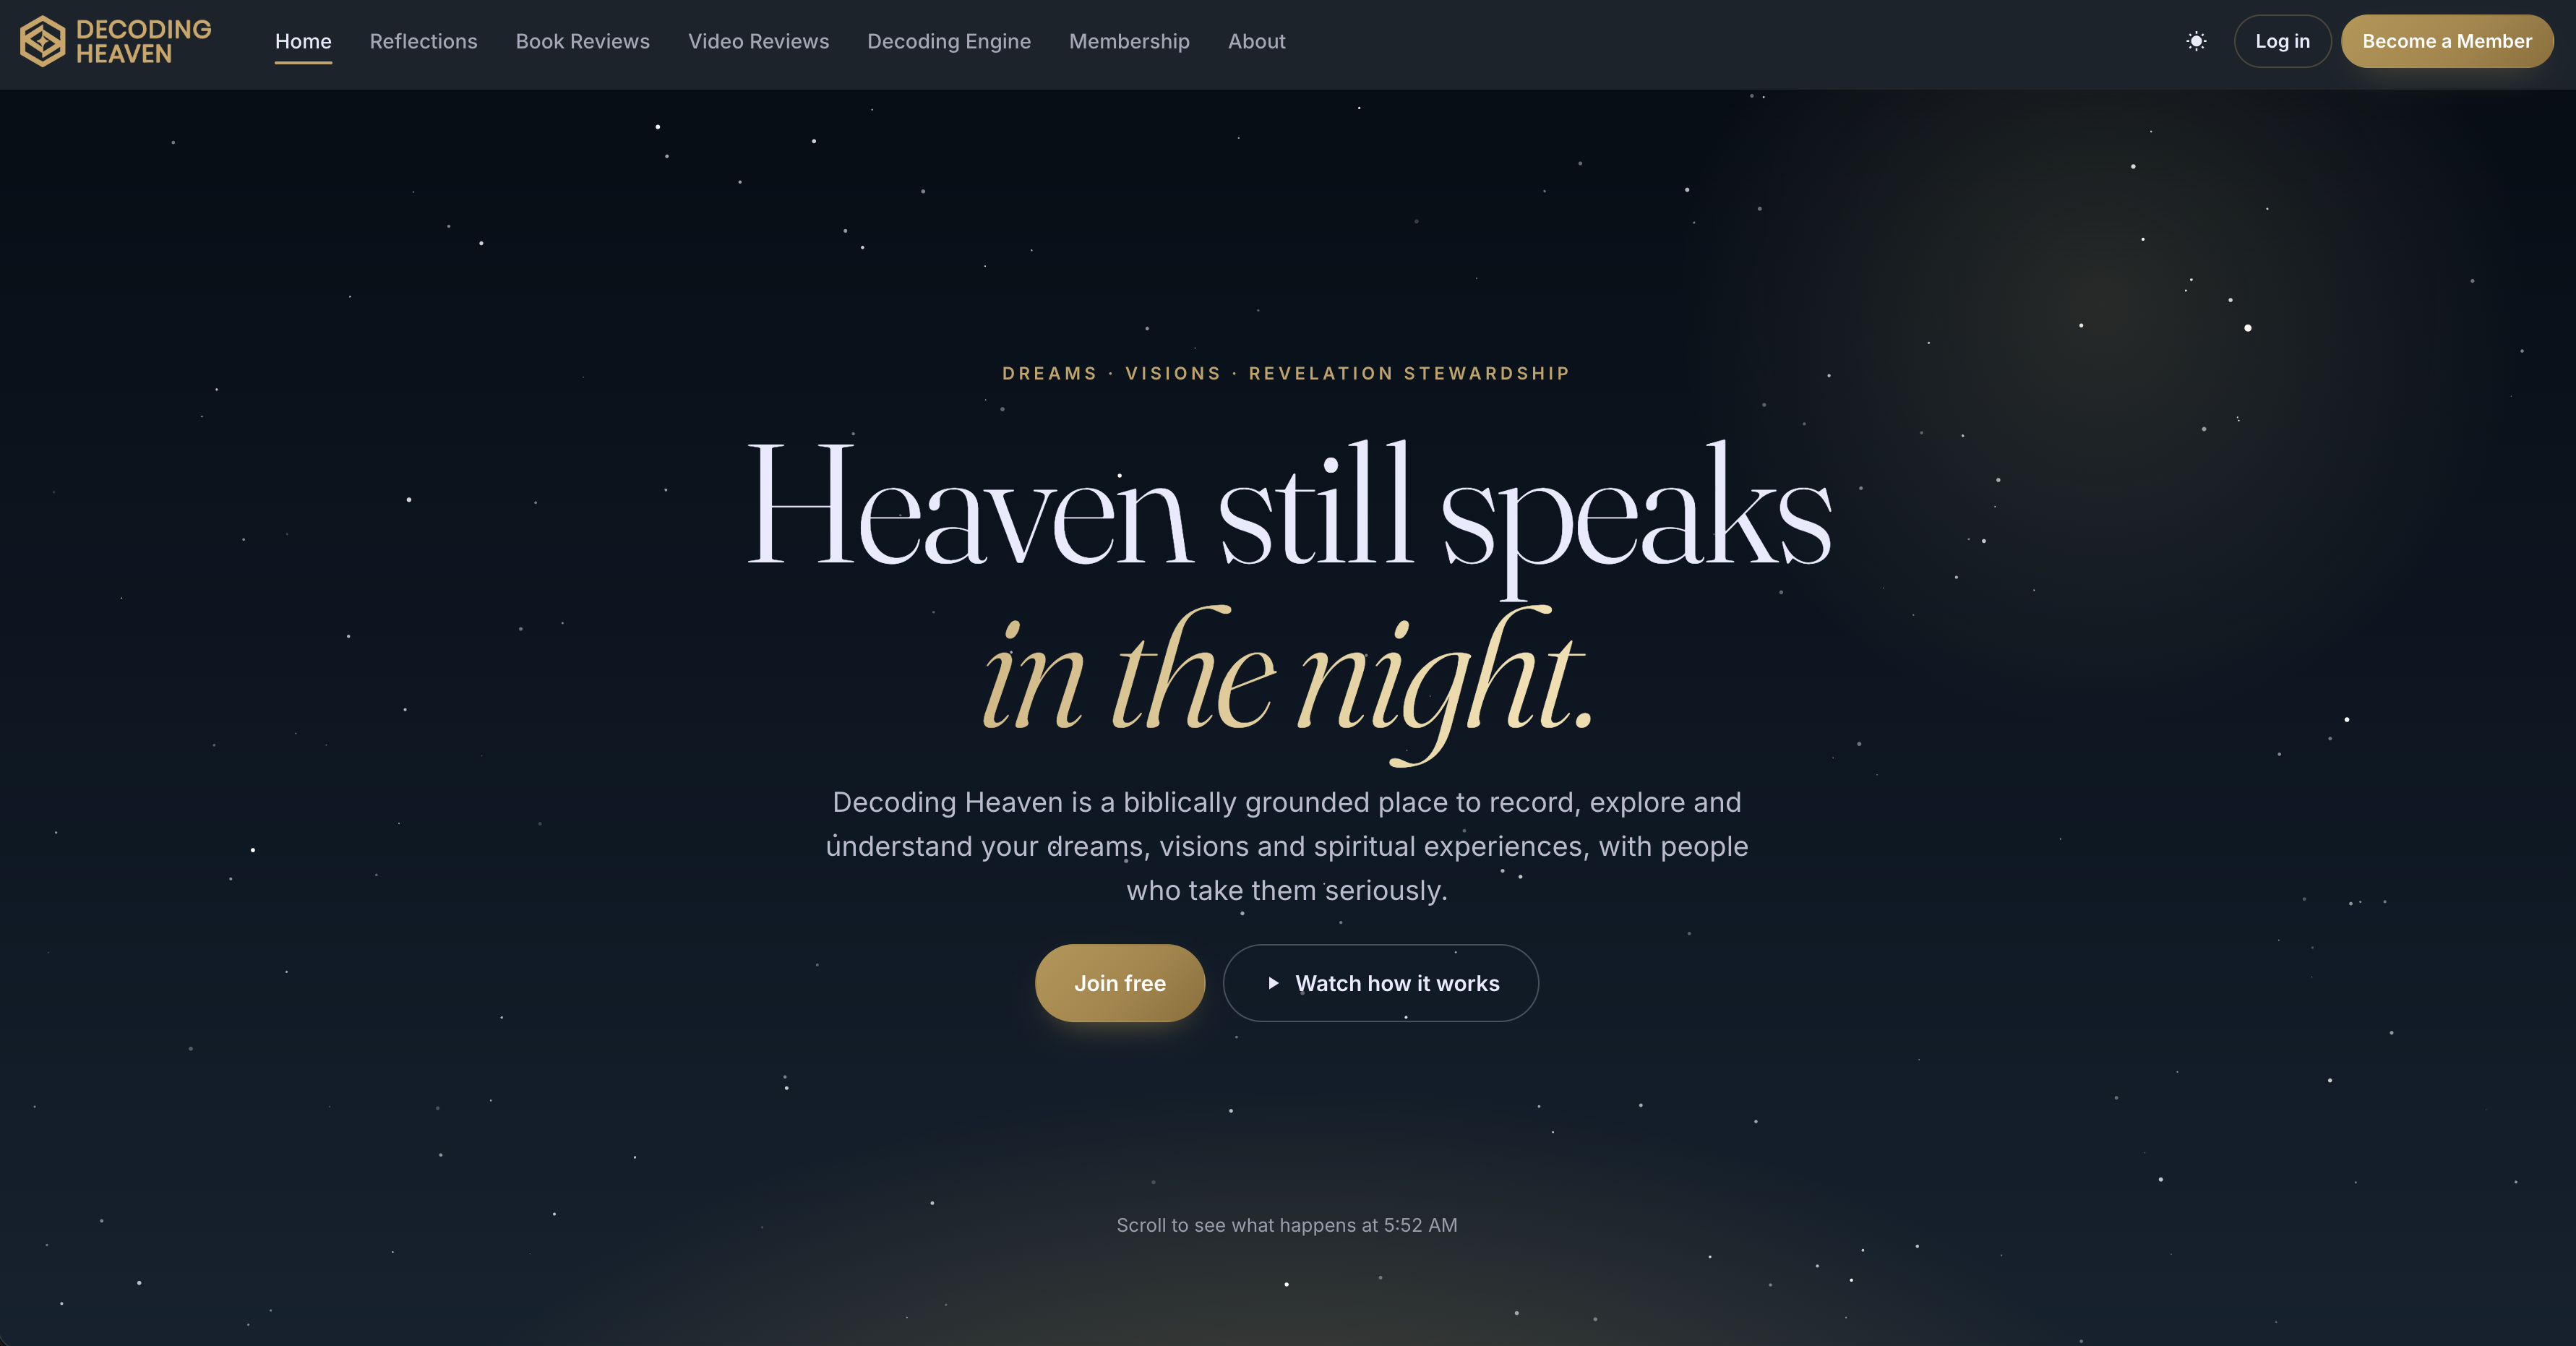 DECODING
HEAVEN
Home
Reflections
Book Reviews
Video Reviews
Decoding Engine
Membership
About
Log in
Become a Member
DREAMS · VISIONS · REVELATION STEWARDSHIP
Heaven still speaks
in the night.
Decoding Heaven is a biblically grounded place to record, explore and
understand your dreams, visions and spiritual experiences, with people
who take them seriously.
Join free
Watch how it works
Scroll to see what happens at 5:52 AM